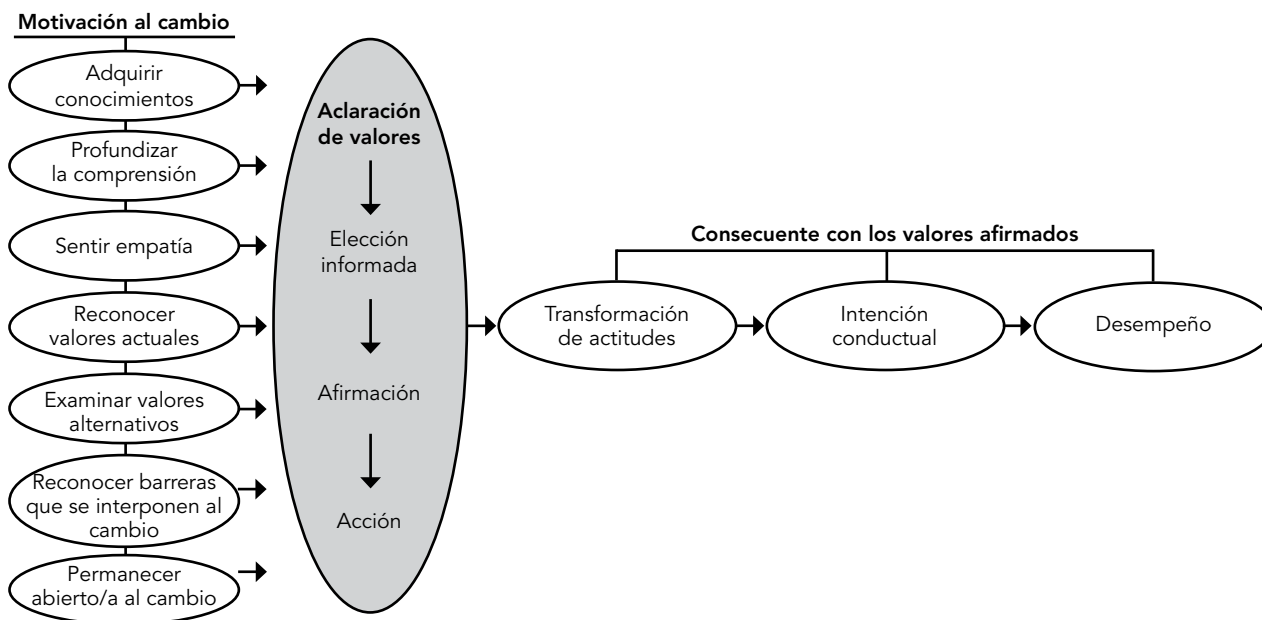 Motivación al cambio
Adquirir
conocimientos
Profundizar
la comprensión
Sentir empatía
Reconocer
valores actuales
Examinar valores
alternativos
Reconocer barreras
que se interponen al
cambio
Permanecer
abierto/a al cambio
Aclaración
de valores
Elección
informada
Afirmación
Acción
Consecuente con los valores afirmados
Transformación
de actitudes
Intención
conductual
Desempeño